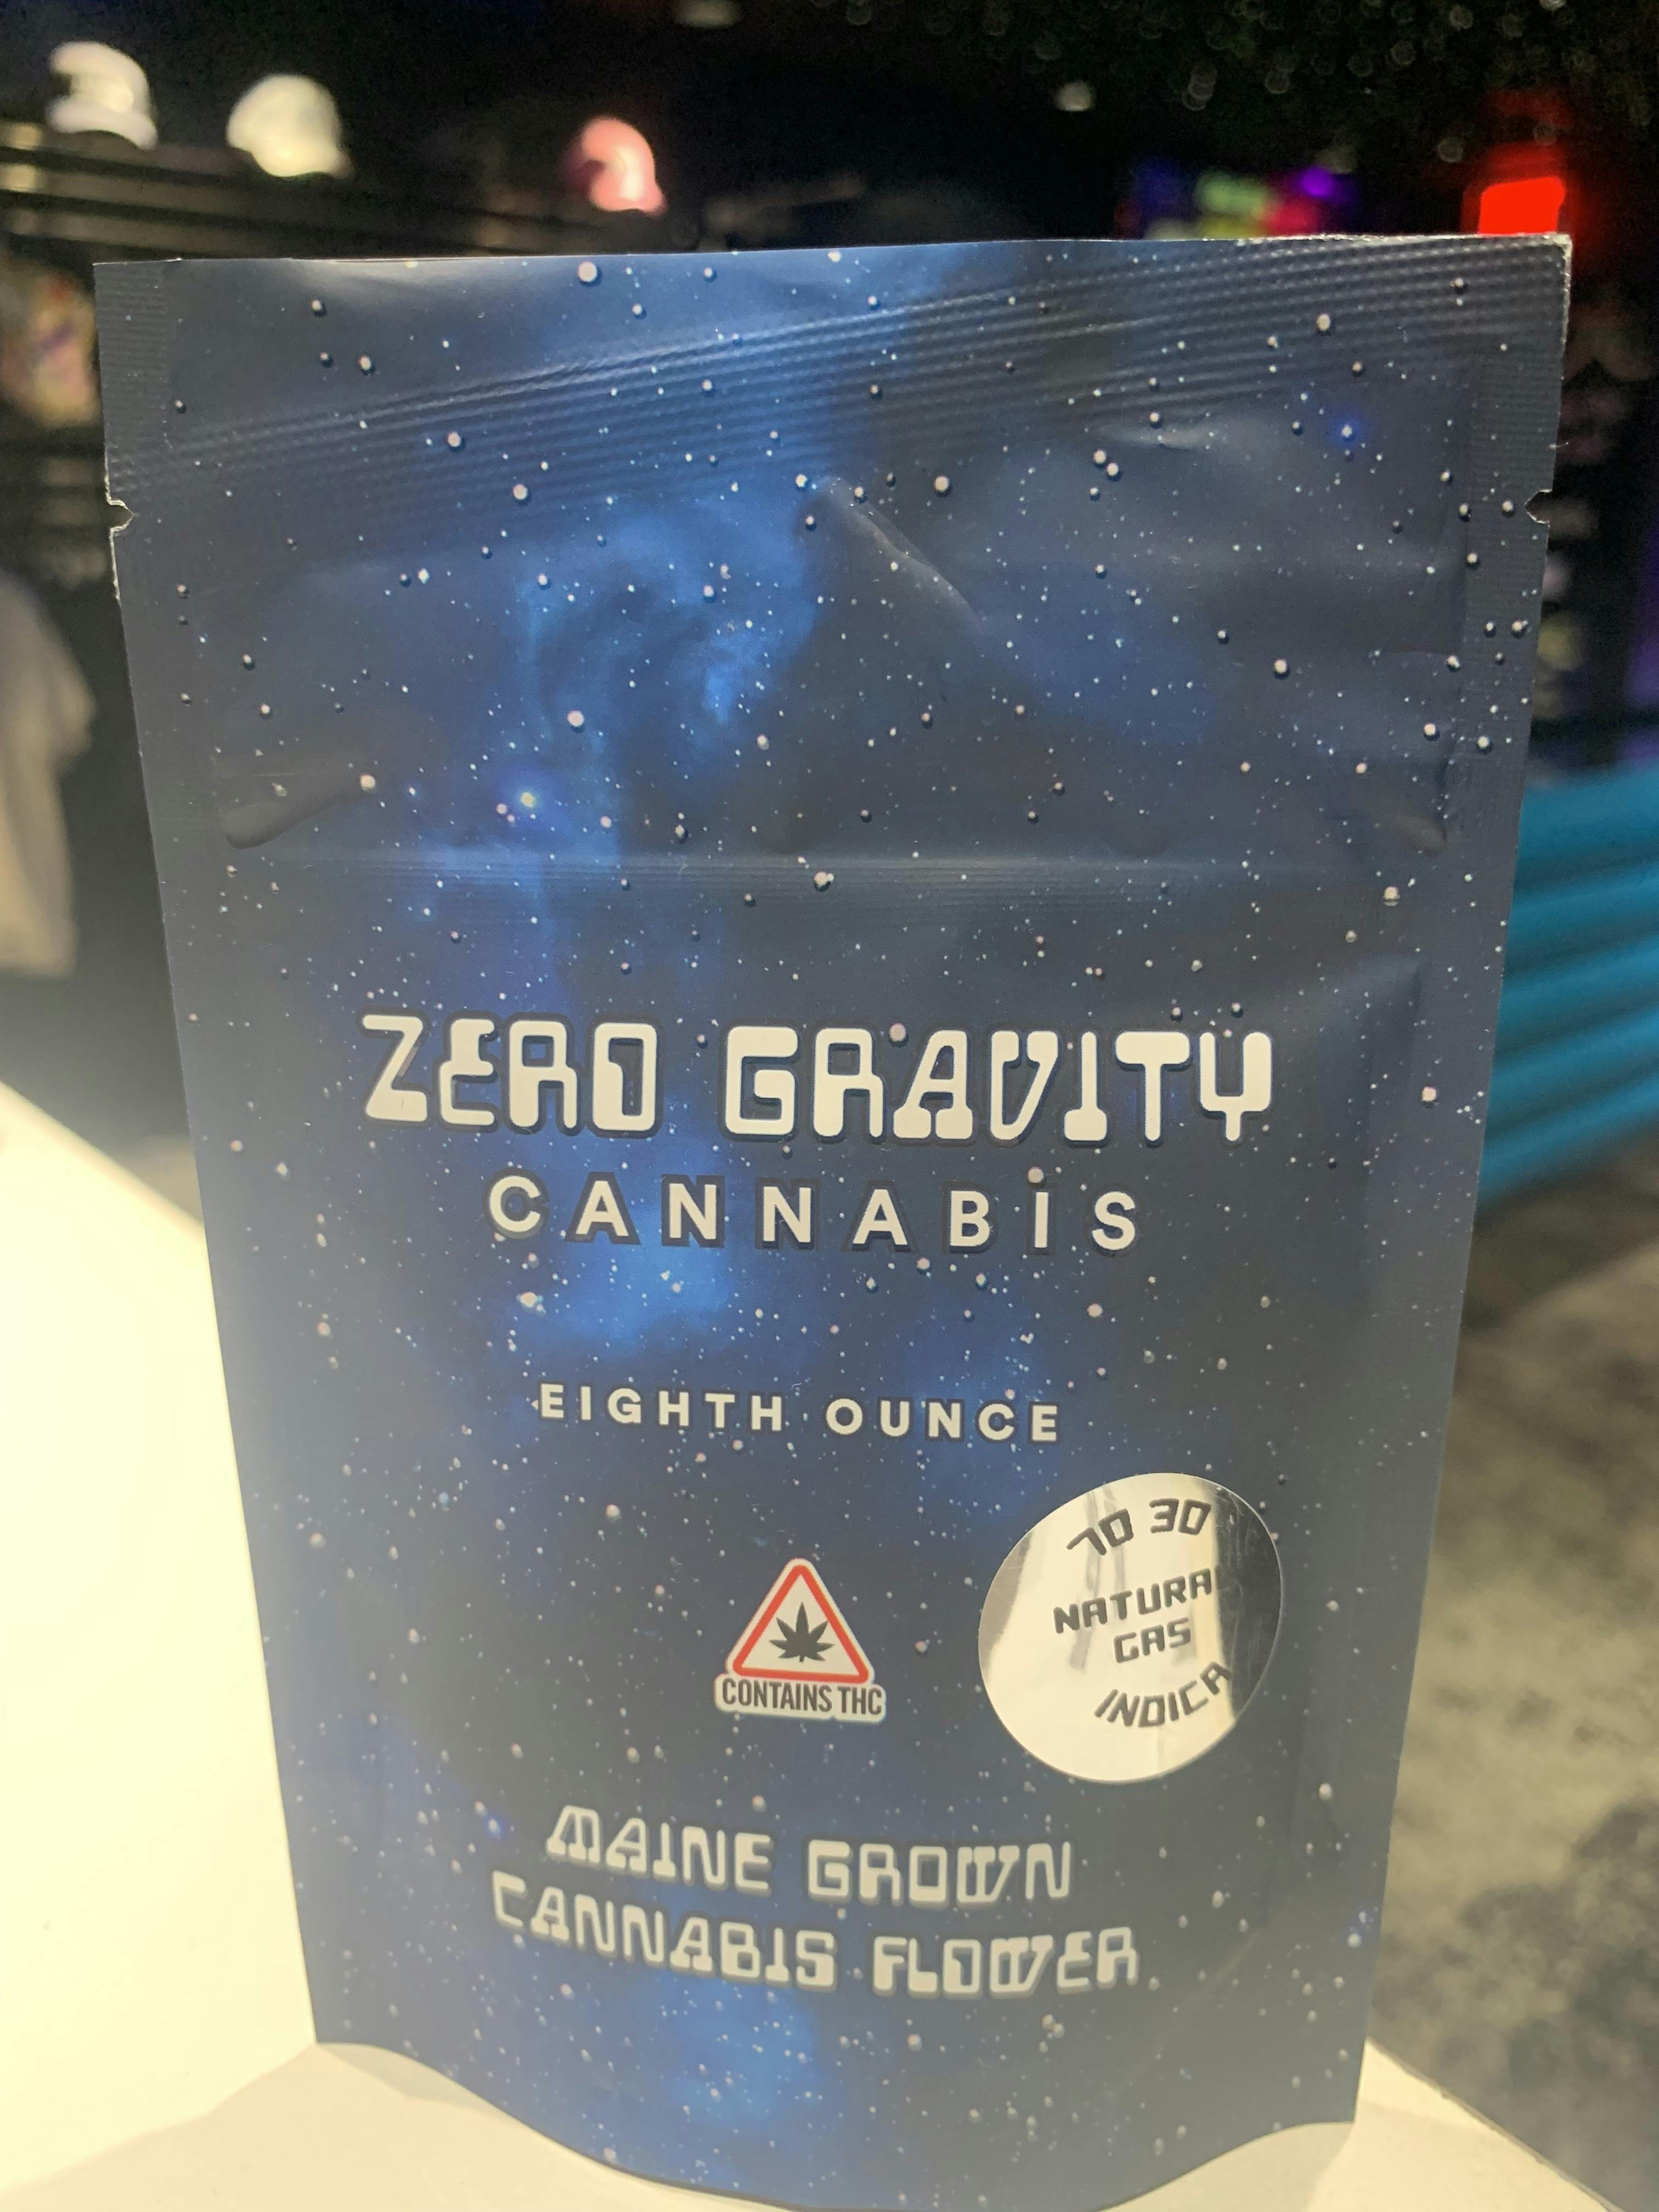 ZERO GRAVITY
CANNABIS
EIGHTH OUNCE
CONTAINS THC
70 30
NATURAL
GAS
INDICA
MAINE GROWN
CANNABIS FLOWER